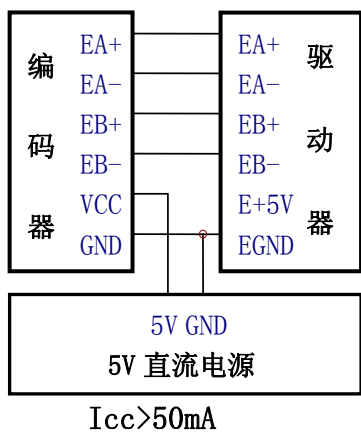 编码器
EA+
EA-
EB+
EB-
VCC
GND
驱动器
EA+
EA-
EB+
EB-
E+5V
EGND
5V GND
5V 直流电源
Icc>50mA